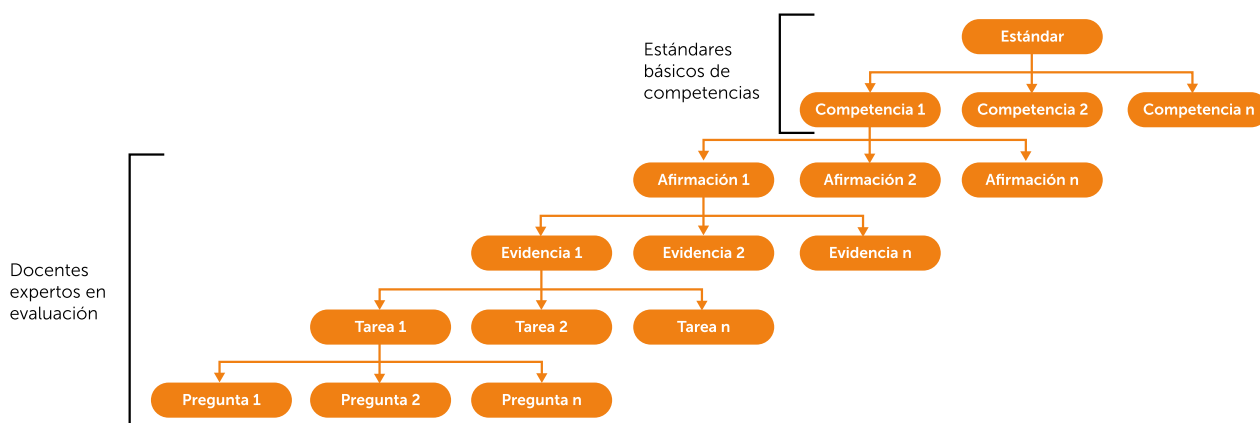 Estándares
básicos de
competencias
Estándar
Competencia 1
Competencia 2
Competencia n
Afirmación 1
Afirmación 2
Afirmación n
Evidencia 1
Evidencia 2
Evidencia n
Docentes
expertos en
evaluación
Tarea 1
Tarea 2
Tarea n
Pregunta 1
Pregunta 2
Pregunta n